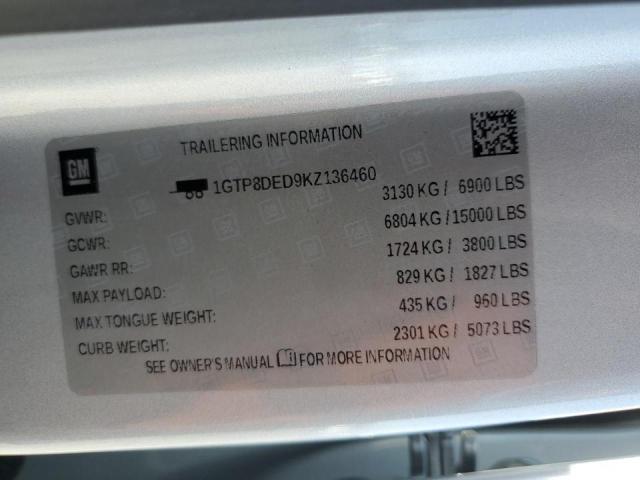 GM
TRAILERING INFORMATION
1GTP8DED9KZ136460
GVWR: 3130 KG / 6900 LBS
GCWR: 6804 KG / 15000 LBS
GAWR RR: 1724 KG / 3800 LBS
MAX PAYLOAD: 829 KG / 1827 LBS
MAX TONGUE WEIGHT: 435 KG / 960 LBS
CURB WEIGHT: 2301 KG / 5073 LBS
SEE OWNER'S MANUAL FOR MORE INFORMATION